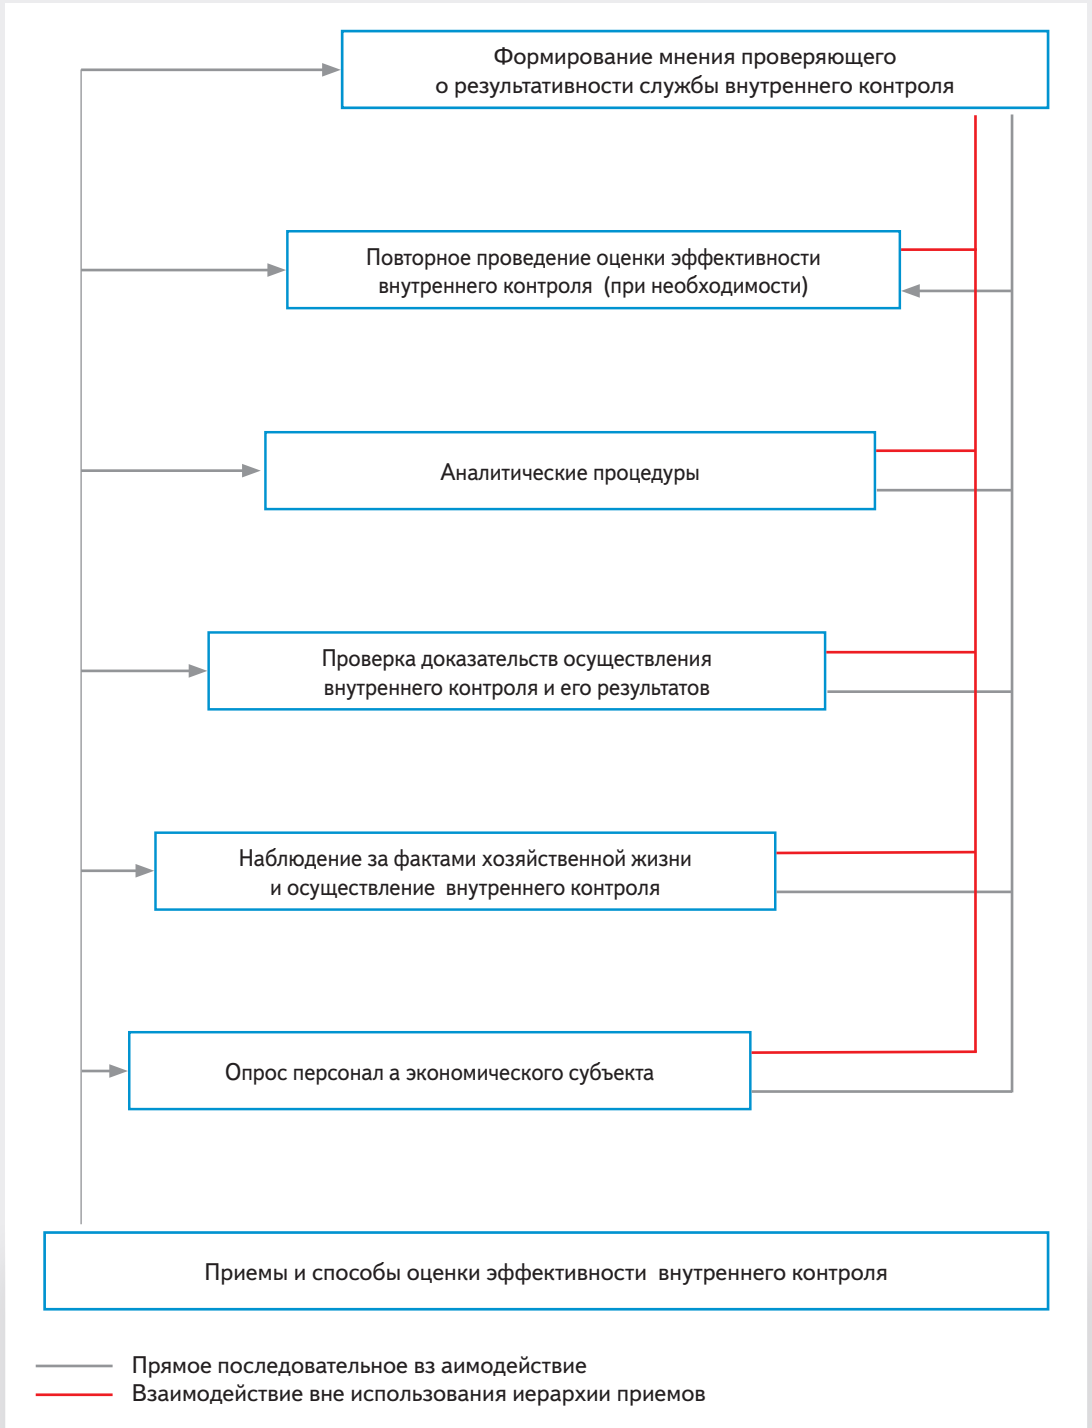 Формирование мнения проверяющего
о результативности службы внутреннего контроля
Повторное проведение оценки эффективности
внутреннего контроля (при необходимости)
Аналитические процедуры
Проверка доказательств осуществления
внутреннего контроля и его результатов
Наблюдение за фактами хозяйственной жизни
и осуществление внутреннего контроля
Опрос персонал а экономического субъекта
Приемы и способы оценки эффективности внутреннего контроля
Прямое последовательное вз аимодействие
Взаимодействие вне использования иерархии приемов